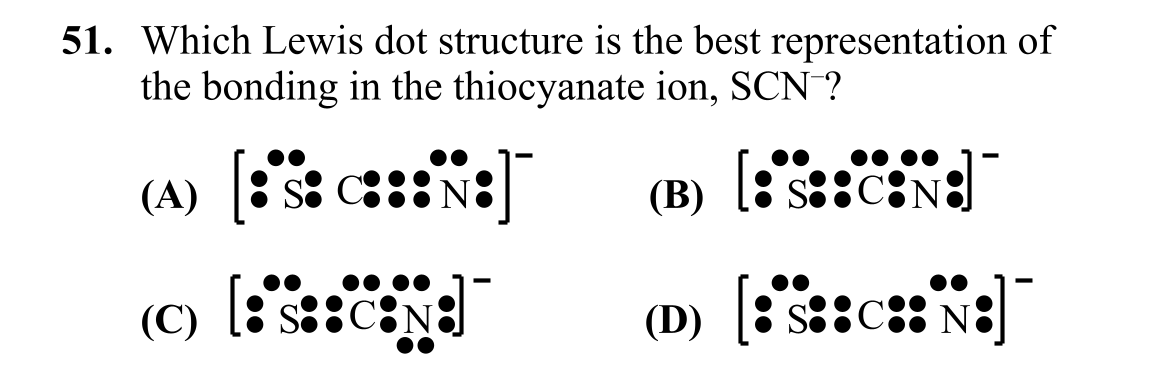 51. Which Lewis dot structure is the best representation of
the bonding in the thiocyanate ion, SCN⁻?
(A) [S C N]⁻ (B) [S C N]⁻
(C) [S C N]⁻ (D) [S C N]⁻